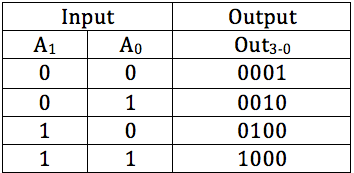 Input Output
A₁ A₀ Out₃₋₀
0 0 0001
0 1 0010
1 0 0100
1 1 1000